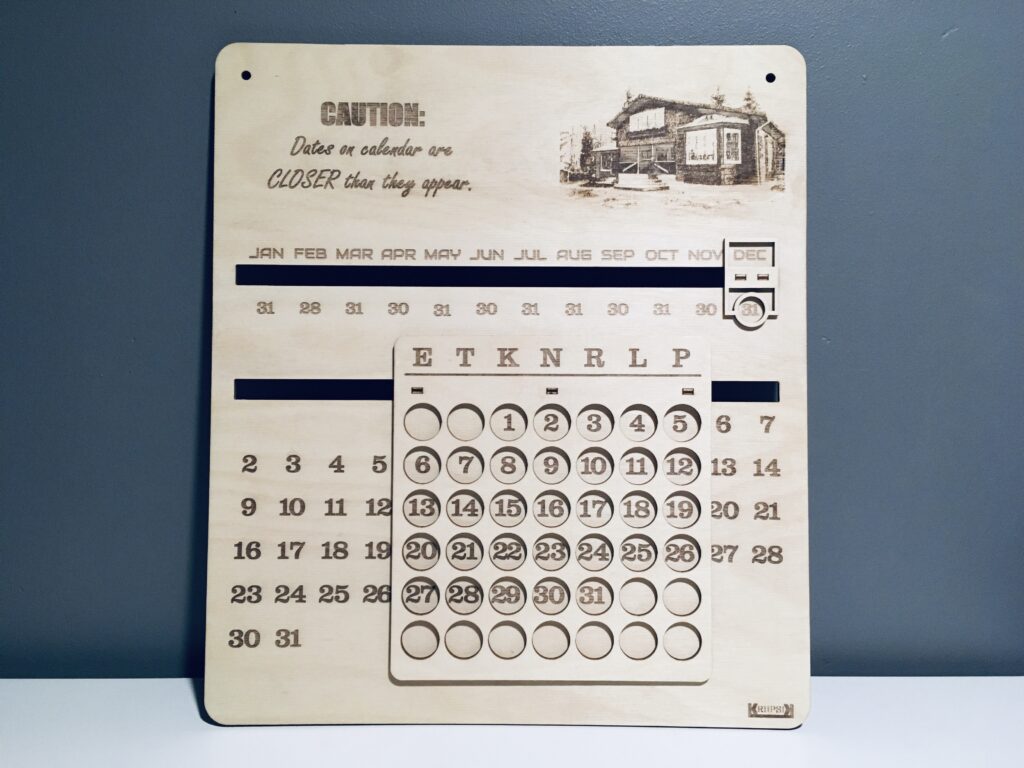 CAUTION:
Dates on calendar are
CLOSER than they appear.
JAN FEB MAR APR MAY JUN JUL AUG SEP OCT NOV DEC
31 28 31 30 31 30 31 31 30 31 30 31
E T K N R L P
1 2 3 4 5 6 7
2 3 4 5 6 7 8 9 10 11 12 13 14
9 10 11 12 13 14 15 16 17 18 19 20 21
16 17 18 19 20 21 22 23 24 25 26 27 28
23 24 25 26 27 28 29 30 31
30 31